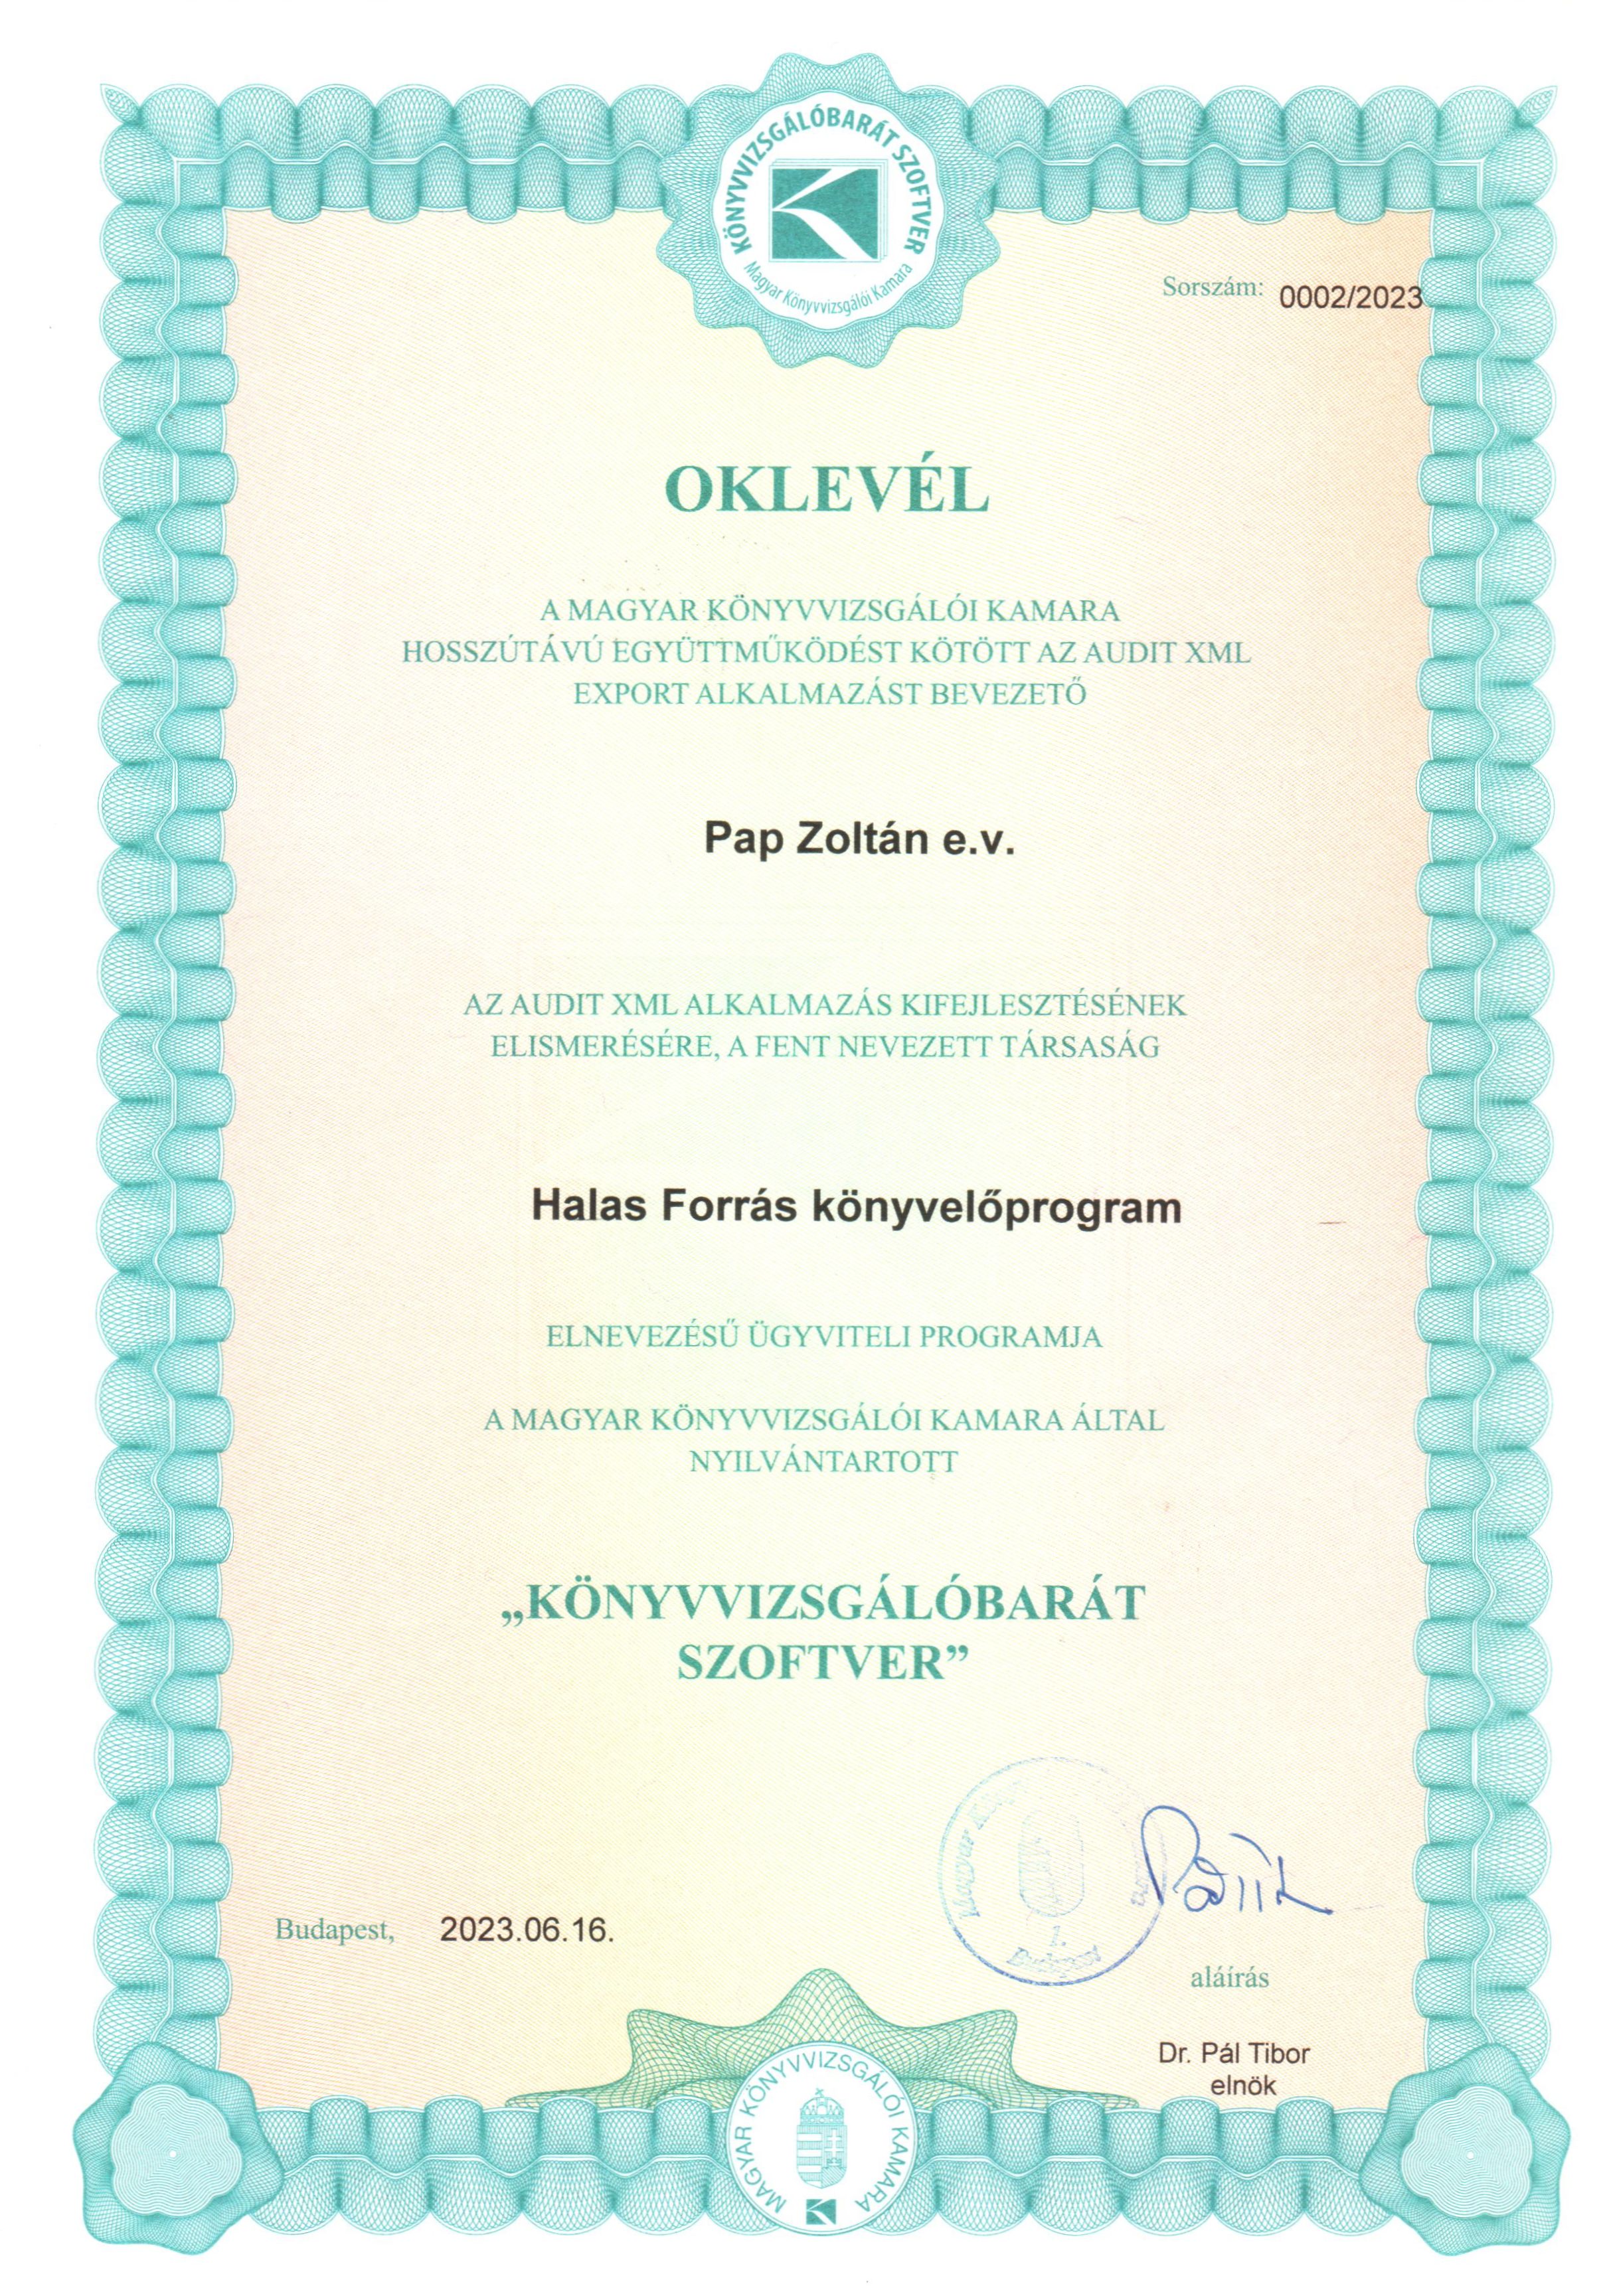 KÖNYVVIZSGÁLÓBARÁT SZOFTVER
Magyar Könyvvizsgálói Kamara
Sorszám: 0002/2023
OKLEVÉL
A MAGYAR KÖNYVVIZSGÁLÓI KAMARA
HOSSZÚTÁVÚ EGYÜTTMŰKÖDÉST KÖTÖTT AZ AUDIT XML
EXPORT ALKALMAZÁST BEVEZETŐ
Pap Zoltán e.v.
AZ AUDIT XML ALKALMAZÁS KIFEJLESZTÉSÉNEK
ELISMERÉSÉRE, A FENT NEVEZETT TÁRSASÁG
Halas Forrás könyvelőprogram
ELNEVEZÉSŰ ÜGYVITELI PROGRAMJA
A MAGYAR KÖNYVVIZSGÁLÓI KAMARA ÁLTAL
NYILVÁNTARTOTT
„KÖNYVVIZSGÁLÓBARÁT
SZOFTVER”
Magyar
1.
Budapest
Budapest, 2023.06.16.
aláírás
Dr. Pál Tibor
elnök
MAGYAR KÖNYVVIZSGÁLÓI KAMARA